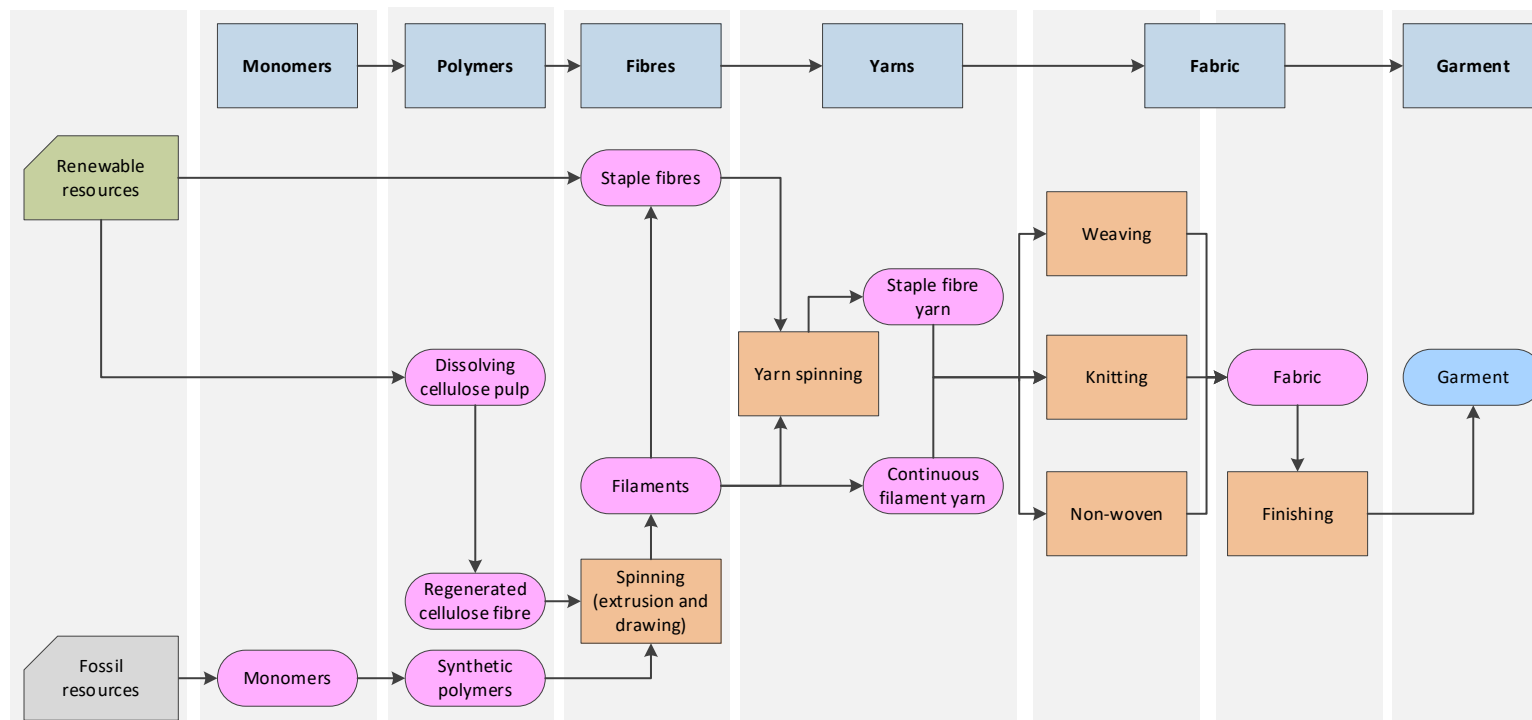 Monomers
Polymers
Fibres
Yarns
Fabric
Garment
Renewable
resources
Staple fibres
Weaving
Staple fibre
yarn
Yarn spinning
Dissolving
cellulose pulp
Knitting
Fabric
Garment
Filaments
Continuous
filament yarn
Non-woven
Finishing
Regenerated
cellulose fibre
Spinning
(extrusion and
drawing)
Fossil
resources
Monomers
Synthetic
polymers